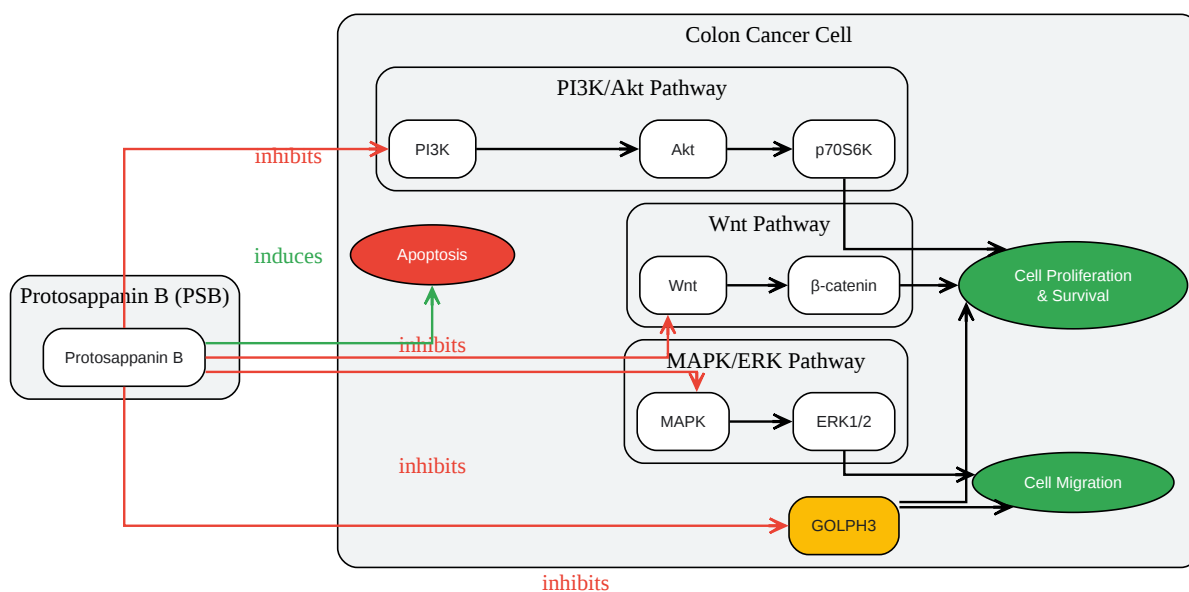 Colon Cancer Cell
PI3K/Akt Pathway
PI3K
Akt
p70S6K
inhibits
Wnt Pathway
induces
Apoptosis
Cell Proliferation
& Survival
Protosappanin B (PSB)
Wnt
β-catenin
inhibits
Protosappanin B
MAPK/ERK Pathway
MAPK
ERK1/2
inhibits
Cell Migration
GOLPH3
inhibits